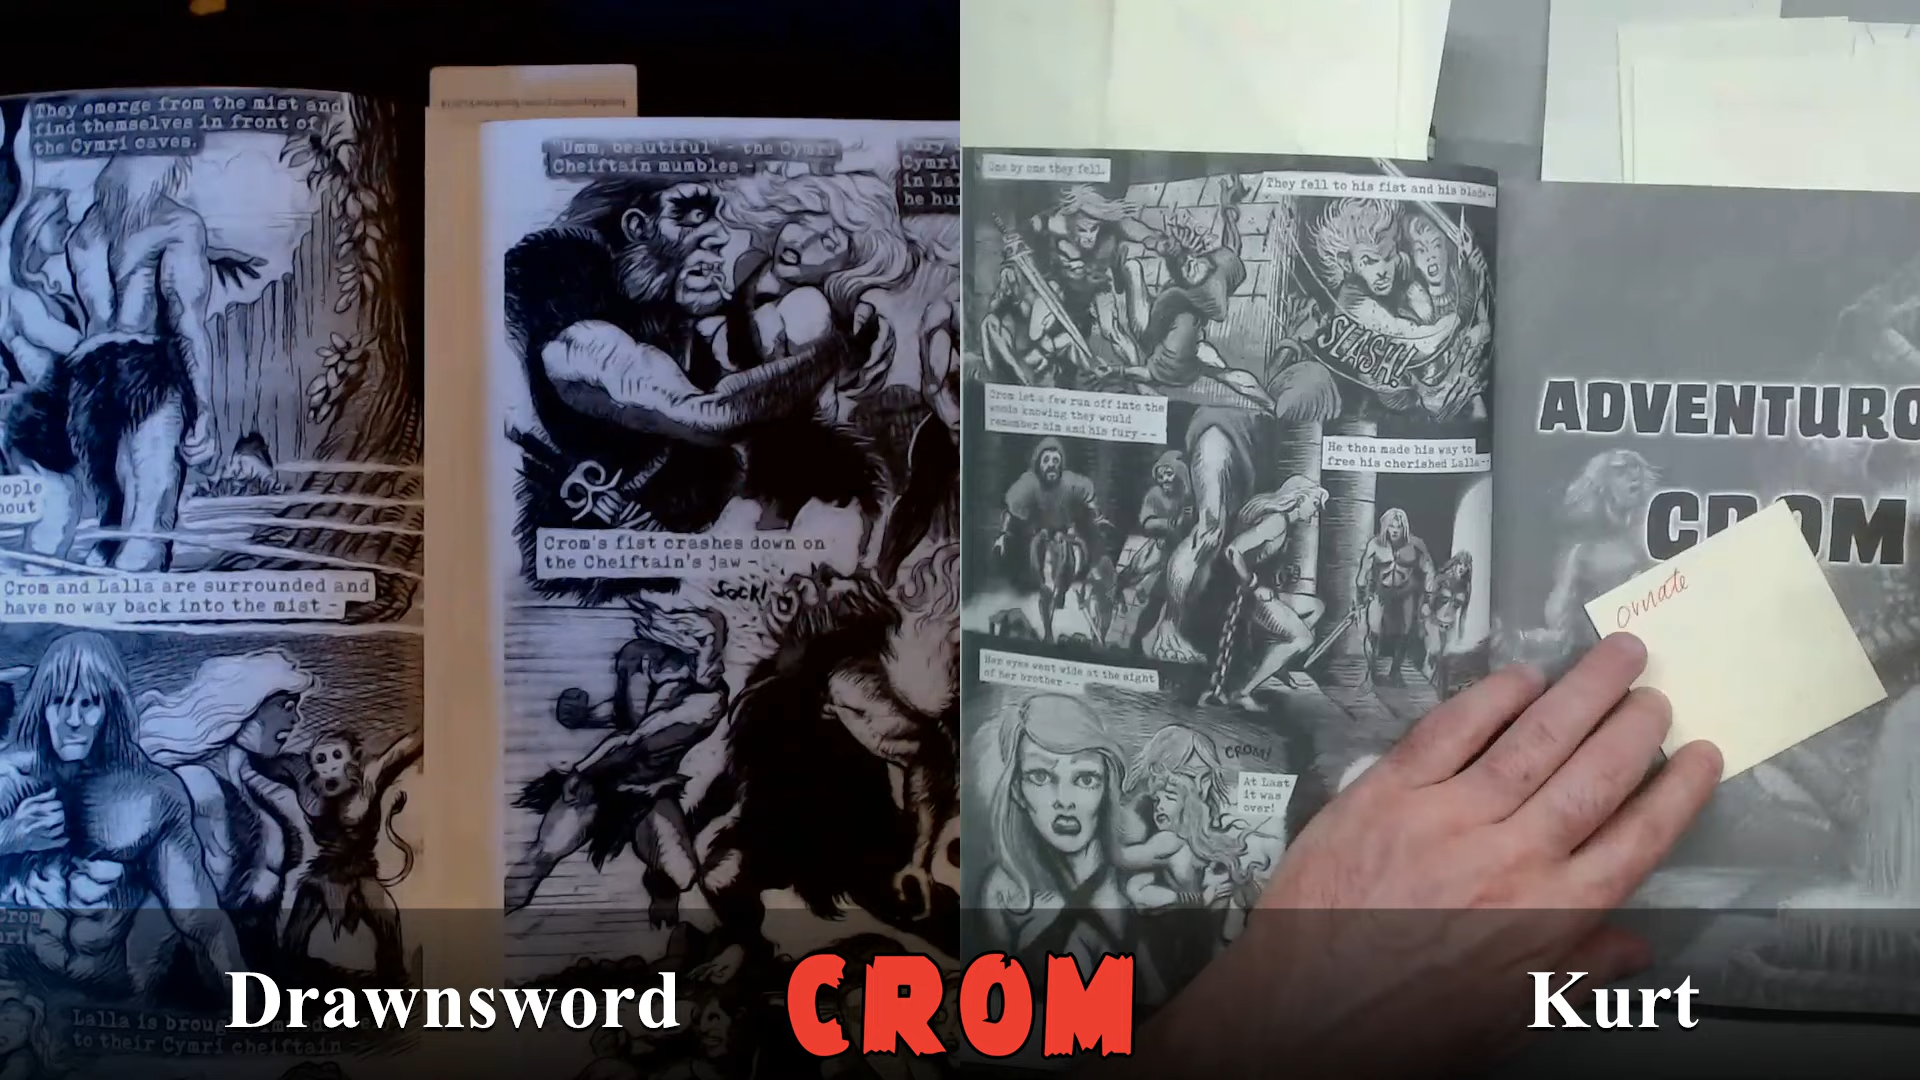 They emerge from the mist and
find themselves in front of
the Cymri caves.
ople
hout
Crom and Lalla are surrounded and
have no way back into the mist -
Crom
Lalla is
to their Cymri cheiftain -
"Umm, beautiful" - the Cymri
Cheiftain mumbles -
fury
Cymri
in La
he hu
Crom's fist crashes down on
the Cheiftain's jaw -
SOCK!
One by one they fell.
They fell to his fist and his blade --
SLASH!
Crom let a few run off into the
woods knowing they would
remember him and his fury --
He then made his way to
free his cherished Lalla -
Her eyes went wide at the sight
of her brother --
CROM!
At Last
it was
over!
ADVENTURO
CROM
ornate
Drawnsword
CROM
Kurt